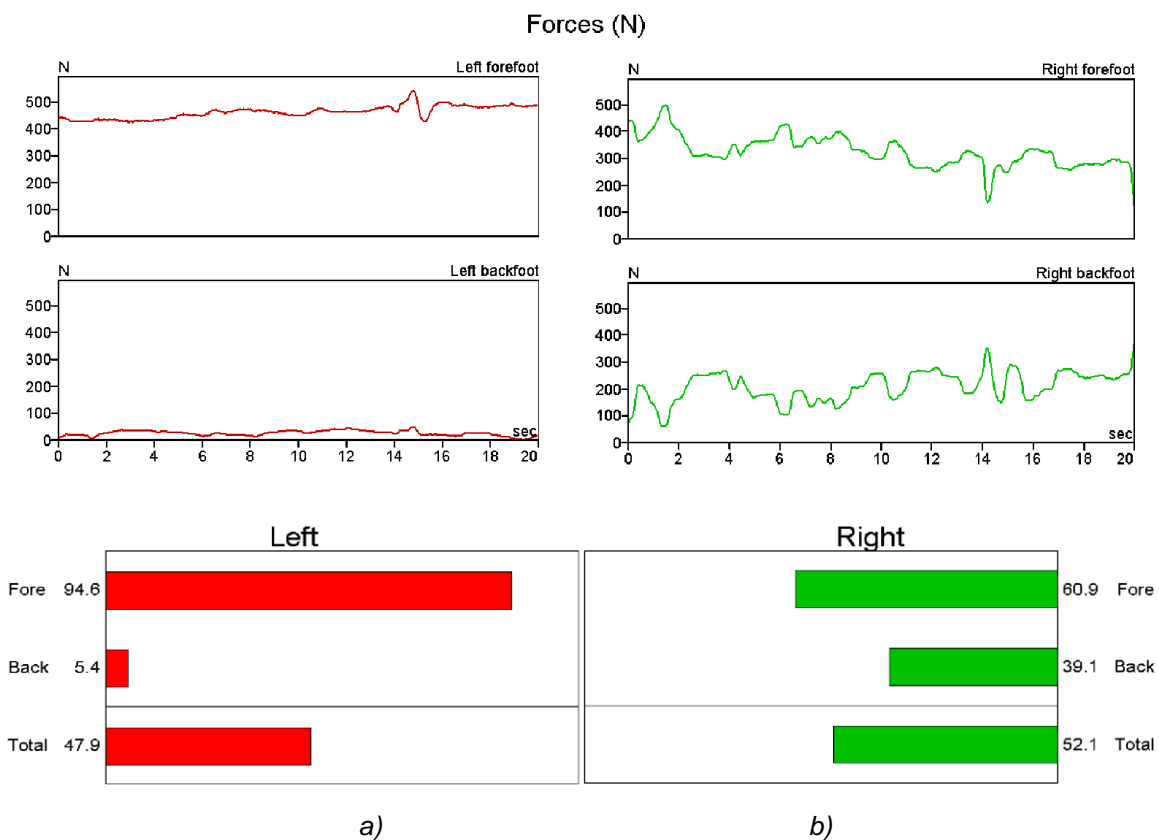 Forces (N)
N Left forefoot
500
400
300
200
100
0
N Right forefoot
500
400
300
200
100
0
N Left backfoot
500
400
300
200
100
0
sec
0 2 4 6 8 10 12 14 16 18 20
N Right backfoot
500
400
300
200
100
0
sec
0 2 4 6 8 10 12 14 16 18 20
Left
Fore 94.6
Back 5.4
Total 47.9
Right
60.9 Fore
39.1 Back
52.1 Total
a) b)